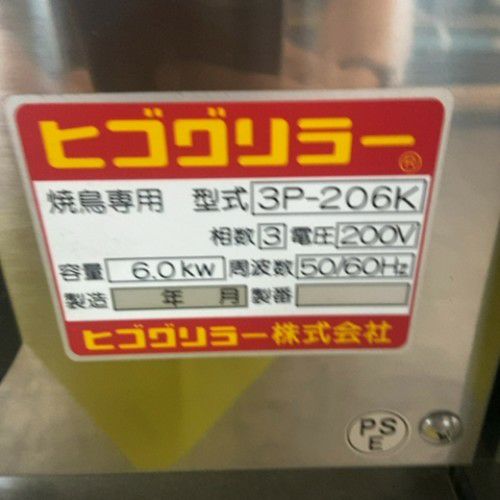 ヒゴグリラー®
焼鳥専用 型式 3P-206K
相数 3 電圧 200V
容量 6.0kw 周波数 50/60Hz
製造 年 月 製番
ヒゴグリラー株式会社
PS
E